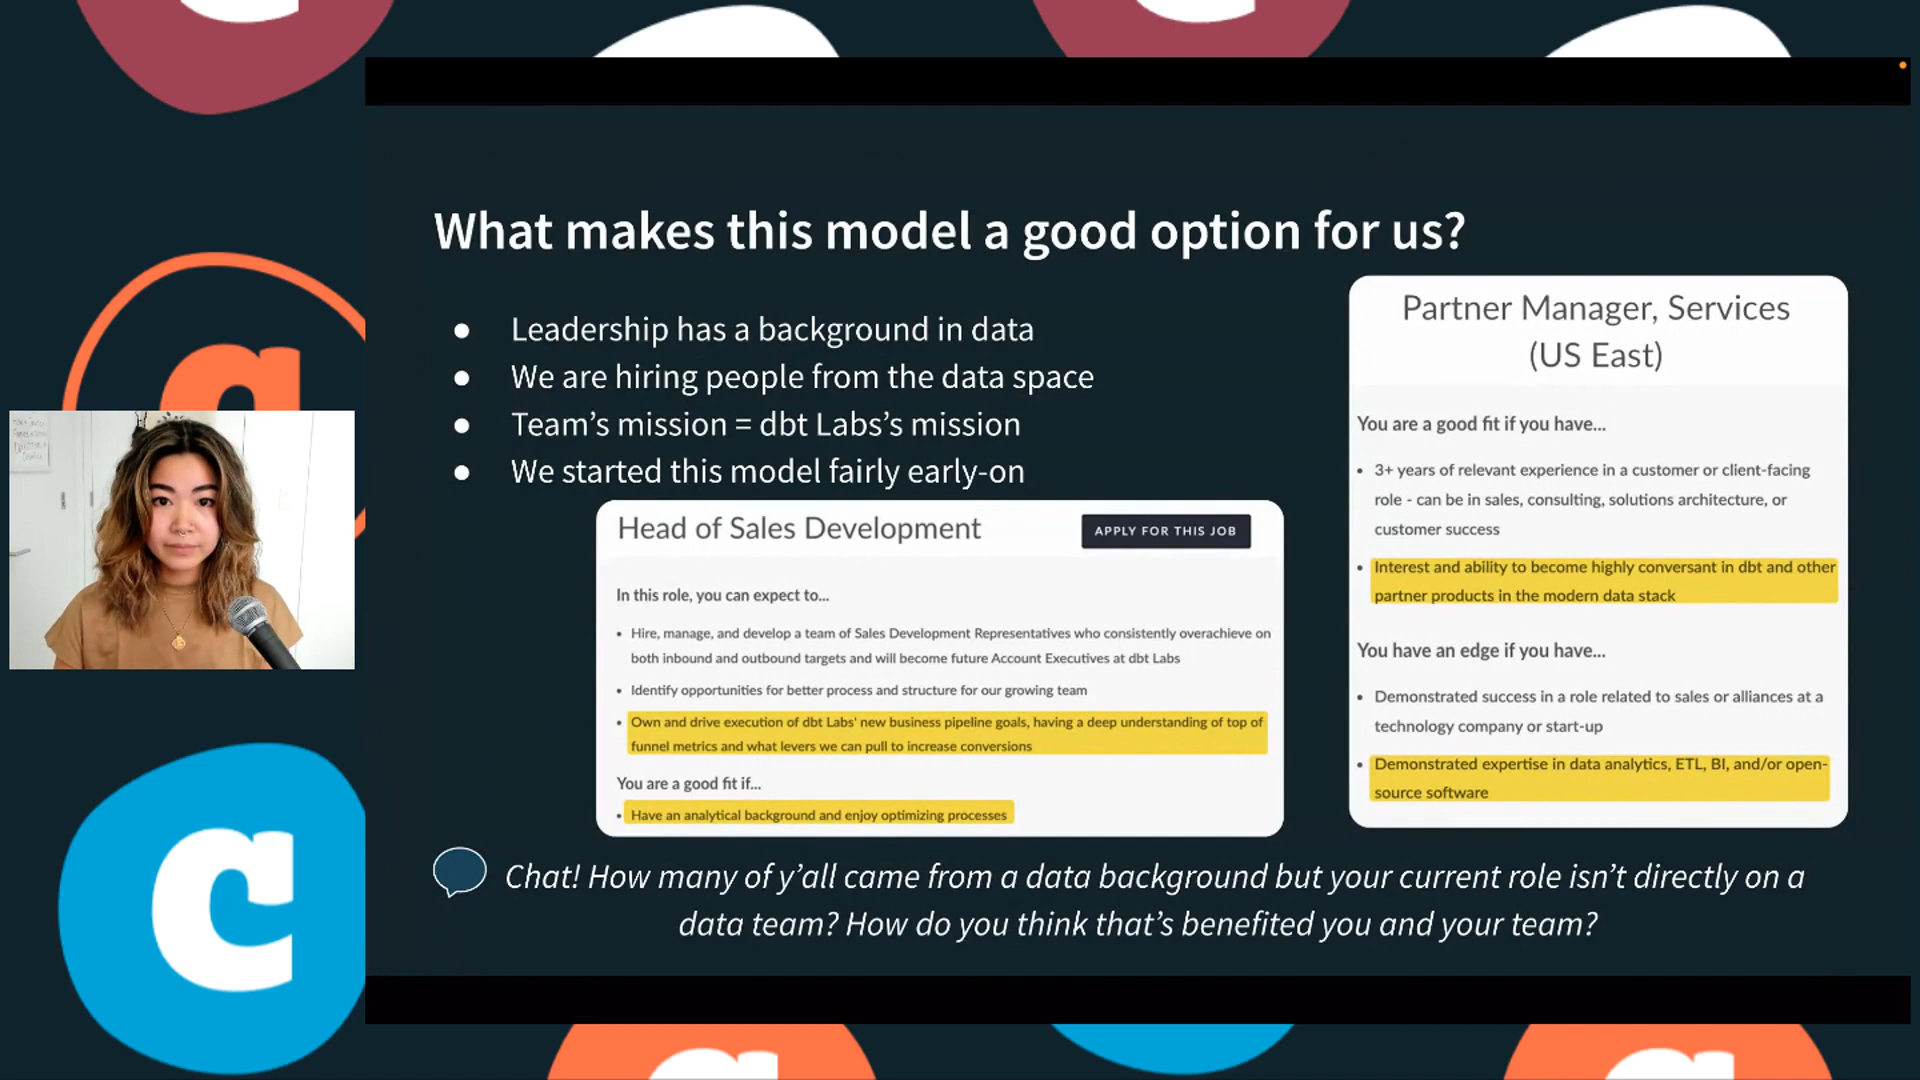 What makes this model a good option for us?
● Leadership has a background in data
● We are hiring people from the data space
● Team’s mission = dbt Labs’s mission
● We started this model fairly early-on
Head of Sales Development
APPLY FOR THIS JOB
In this role, you can expect to...
• Hire, manage, and develop a team of Sales Development Representatives who consistently overachieve on
both inbound and outbound targets and will become future Account Executives at dbt Labs
• Identify opportunities for better process and structure for our growing team
• Own and drive execution of dbt Labs' new business pipeline goals, having a deep understanding of top of
funnel metrics and what levers we can pull to increase conversions
You are a good fit if...
• Have an analytical background and enjoy optimizing processes
Partner Manager, Services
(US East)
You are a good fit if you have...
• 3+ years of relevant experience in a customer or client-facing
role - can be in sales, consulting, solutions architecture, or
customer success
• Interest and ability to become highly conversant in dbt and other
partner products in the modern data stack
You have an edge if you have...
• Demonstrated success in a role related to sales or alliances at a
technology company or start-up
• Demonstrated expertise in data analytics, ETL, BI, and/or open-
source software
Chat! How many of y’all came from a data background but your current role isn’t directly on a
data team? How do you think that’s benefited you and your team?